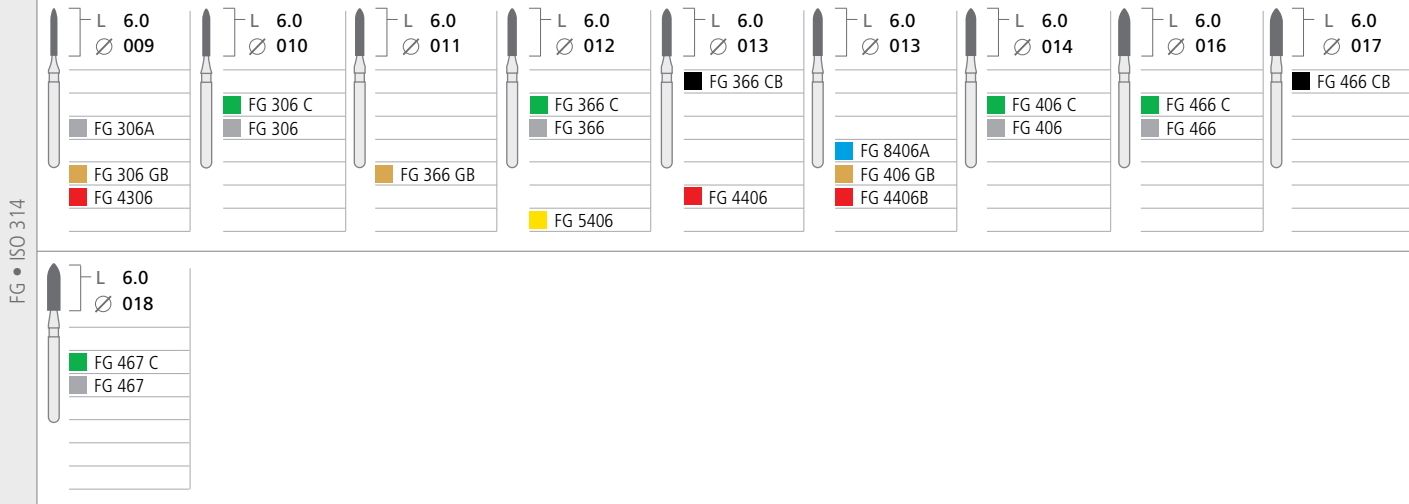 FG • ISO 314
L 6.0
∅ 009
FG 306A
FG 306 GB
FG 4306
L 6.0
∅ 010
FG 306 C
FG 306
L 6.0
∅ 011
FG 366 GB
L 6.0
∅ 012
FG 366 C
FG 366
FG 5406
L 6.0
∅ 013
FG 366 CB
FG 4406
L 6.0
∅ 013
FG 8406A
FG 406 GB
FG 4406B
L 6.0
∅ 014
FG 406 C
FG 406
L 6.0
∅ 016
FG 466 C
FG 466
L 6.0
∅ 017
FG 466 CB
L 6.0
∅ 018
FG 467 C
FG 467